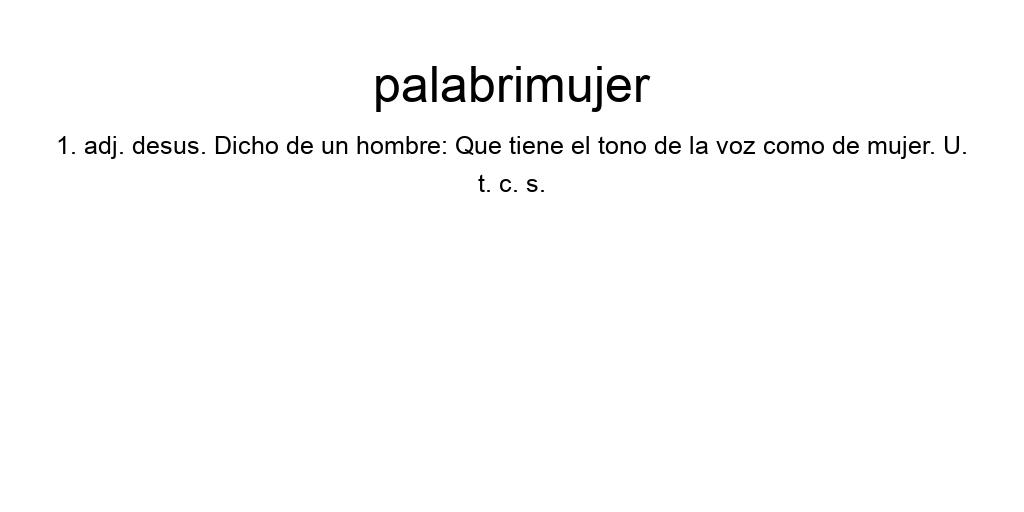 palabrimujer
1. adj. desus. Dicho de un hombre: Que tiene el tono de la voz como de mujer. U.
t. c. s.